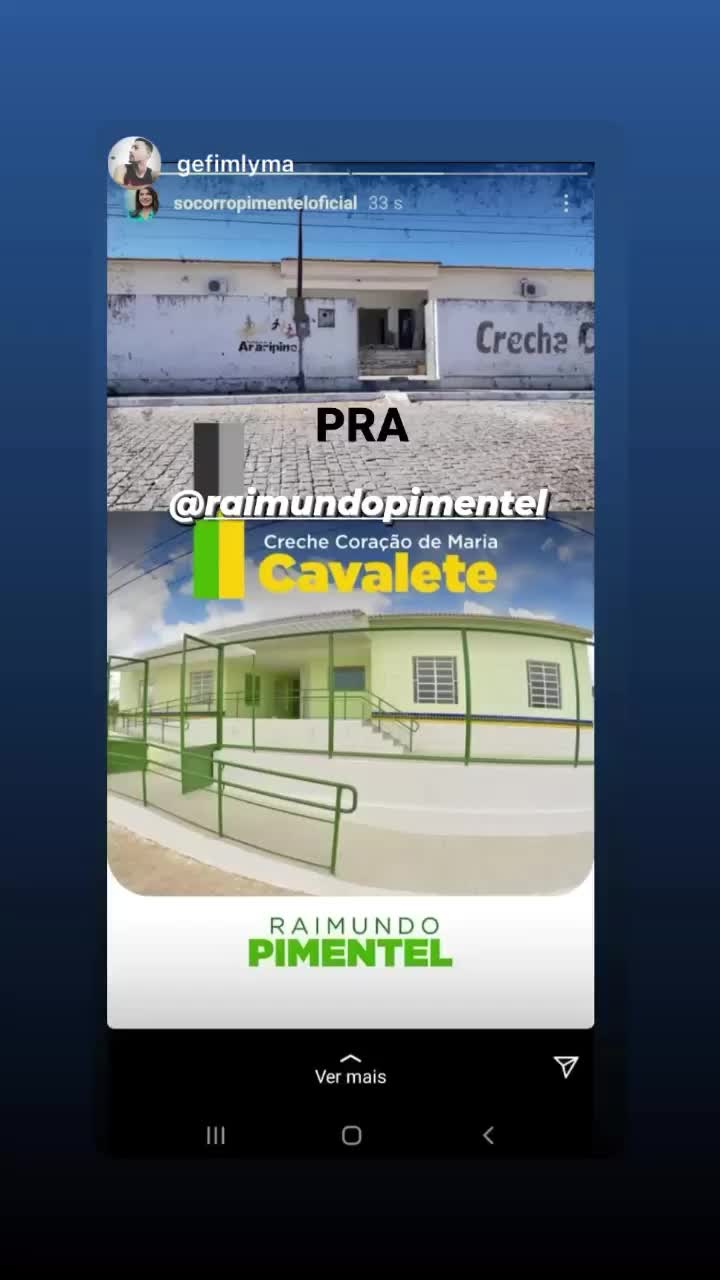 gefimlyma
socorropimenteloficial 33 s
Araripina
Creche
PRA
@raimundopimentel
Creche Coração de Maria
Cavalete
RAIMUNDO
PIMENTEL
Ver mais